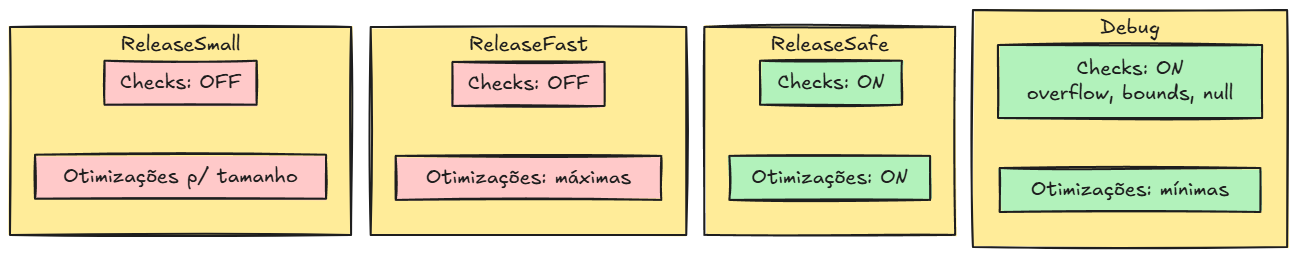 ReleaseSmall
Checks: OFF
Otimizações p/ tamanho
ReleaseFast
Checks: OFF
Otimizações: máximas
ReleaseSafe
Checks: ON
Otimizações: ON
Debug
Checks: ON
overflow, bounds, null
Otimizações: mínimas